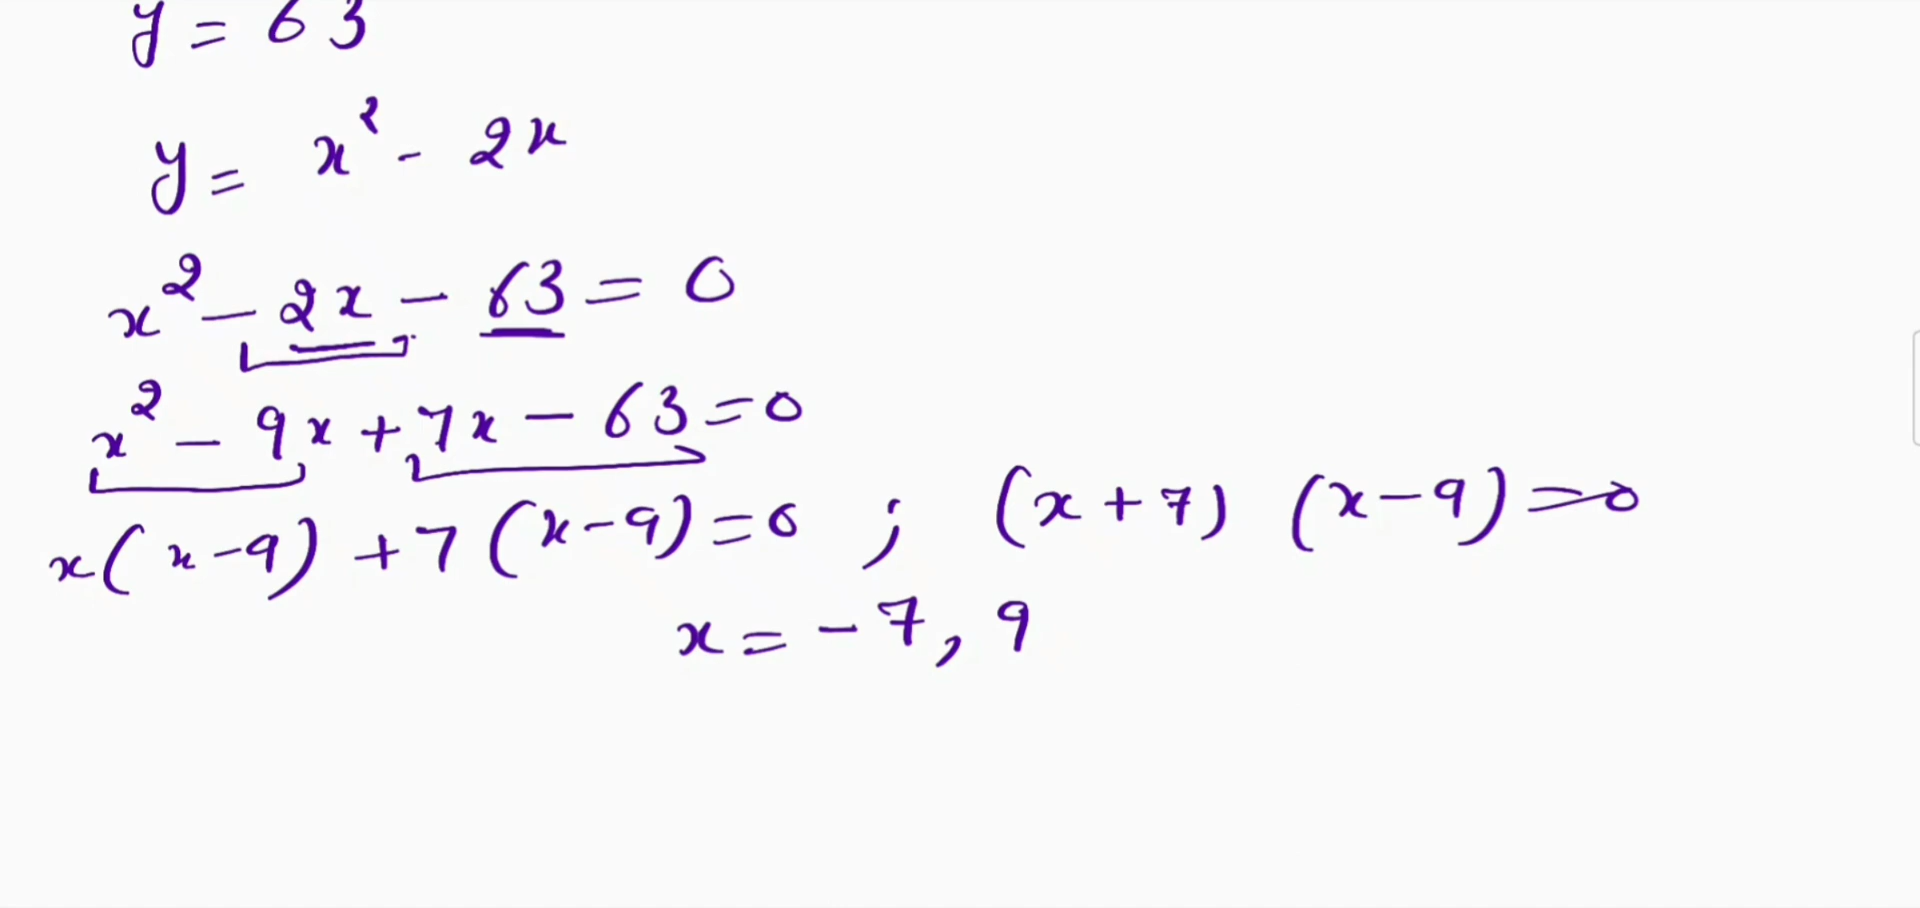 y = 63
y = x² - 2x
x² - 2x - 63 = 0
x² - 9x + 7x - 63 = 0
x(x-9) + 7(x-9) = 0 ; (x+7) (x-9) = 0
x = -7, 9